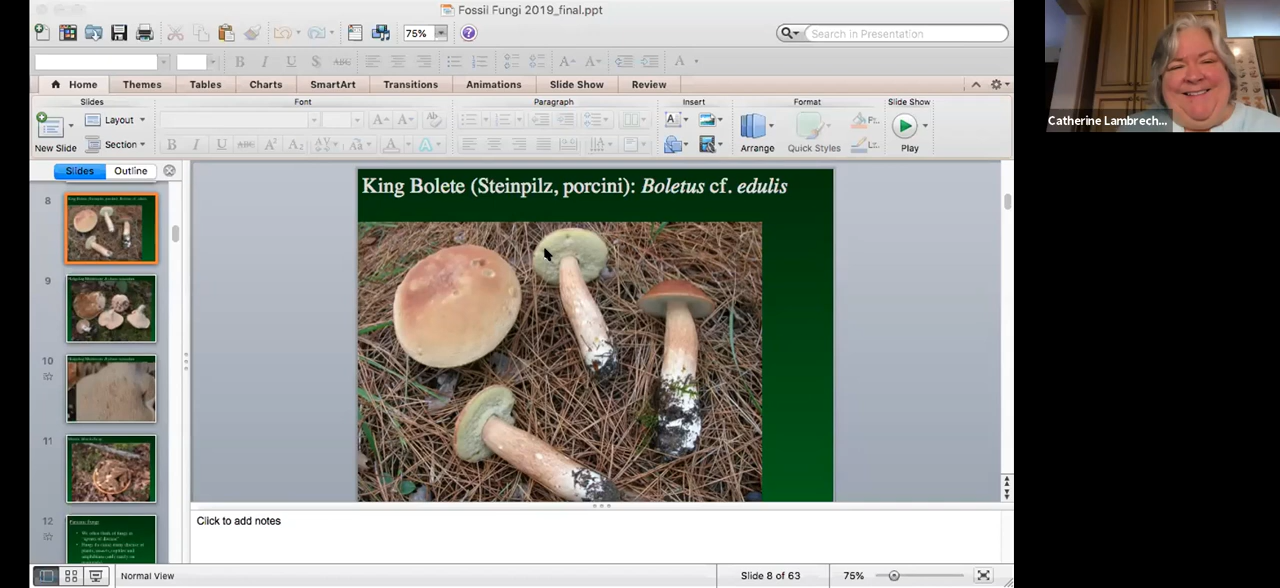 Fossil Fungi 2019_final.ppt
75%
Search in Presentation
Home Themes Tables Charts SmartArt Transitions Animations Slide Show Review
Slides Font Paragraph Insert Format Slide Show
New Slide
Layout
Section
Arrange
Quick Styles
Play
Slides Outline
8
9
10
11
12
King Bolete (Steinpilz, porcini): Boletus cf. edulis
Click to add notes
Normal View
Slide 8 of 63
75%
Catherine Lambrech...